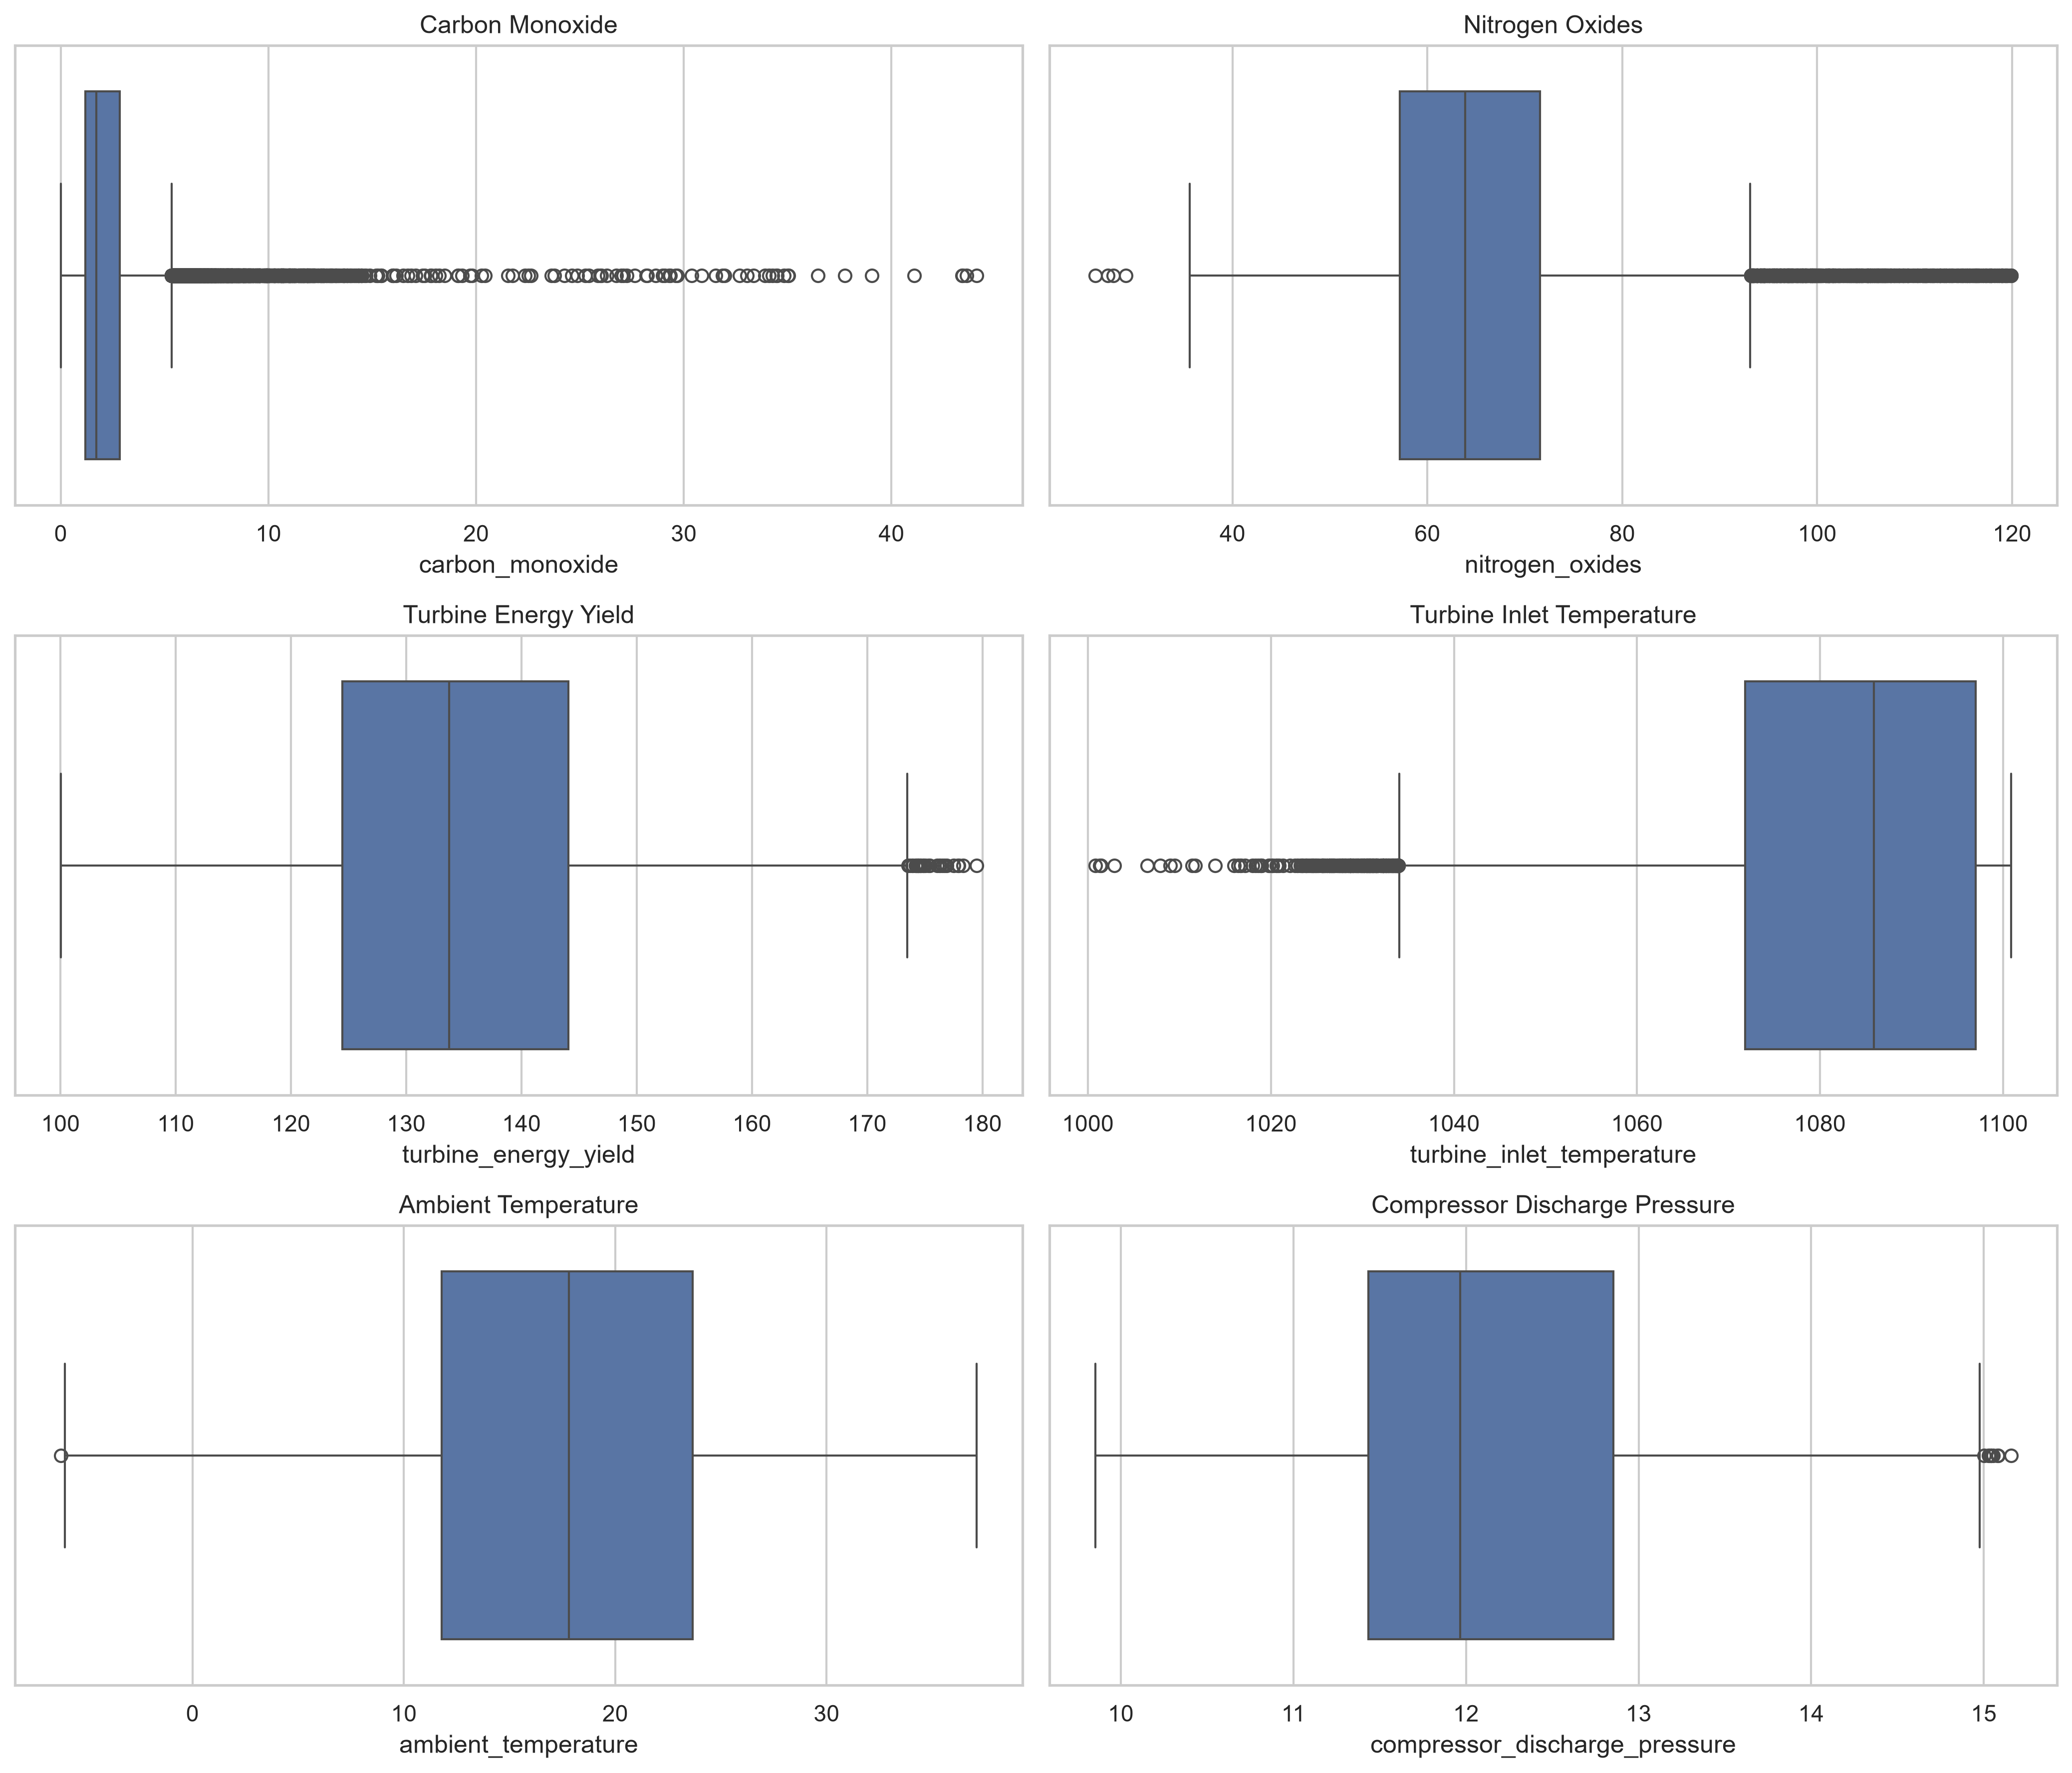 Carbon Monoxide
0 10 20 30 40
carbon_monoxide
Nitrogen Oxides
40 60 80 100 120
nitrogen_oxides
Turbine Energy Yield
100 110 120 130 140 150 160 170 180
turbine_energy_yield
Turbine Inlet Temperature
1000 1020 1040 1060 1080 1100
turbine_inlet_temperature
Ambient Temperature
0 10 20 30
ambient_temperature
Compressor Discharge Pressure
10 11 12 13 14 15
compressor_discharge_pressure